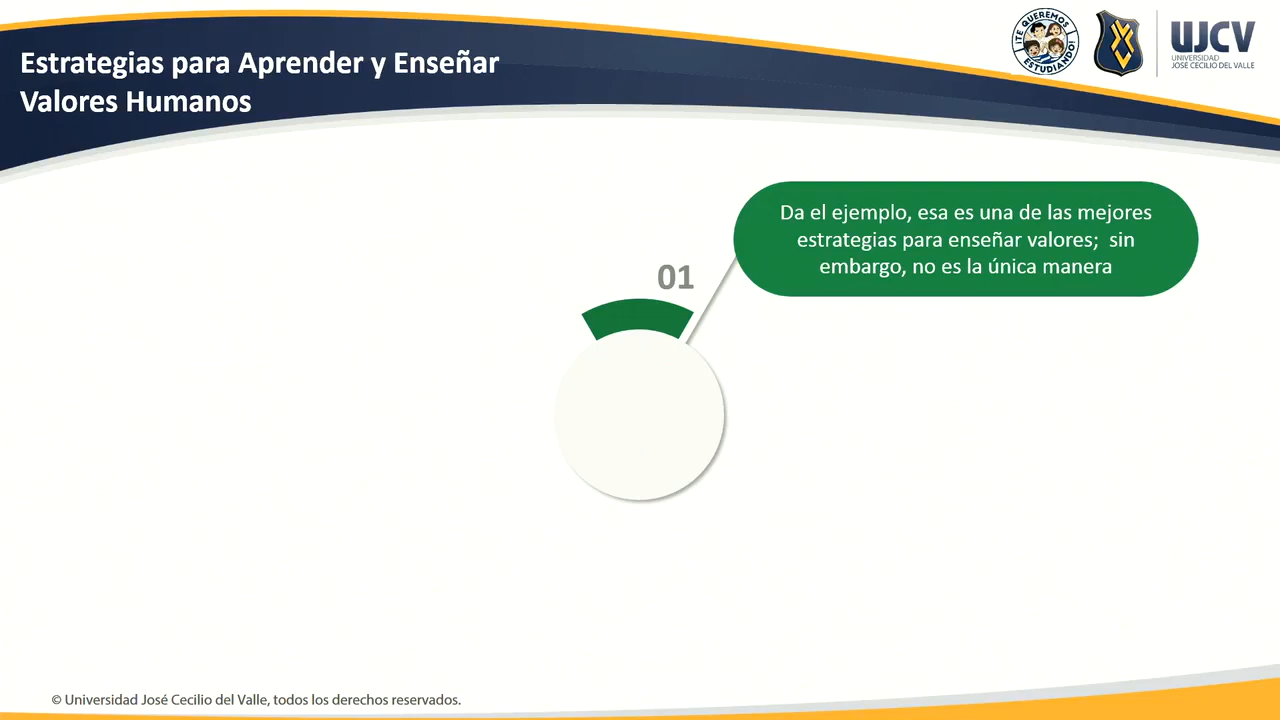 Estrategias para Aprender y Enseñar
Valores Humanos
¡TE QUEREMOS
ESTUDIANDO!
UJCV
UNIVERSIDAD
JOSÉ CECILIO DEL VALLE
Da el ejemplo, esa es una de las mejores
estrategias para enseñar valores; sin
embargo, no es la única manera
01
© Universidad José Cecilio del Valle, todos los derechos reservados.